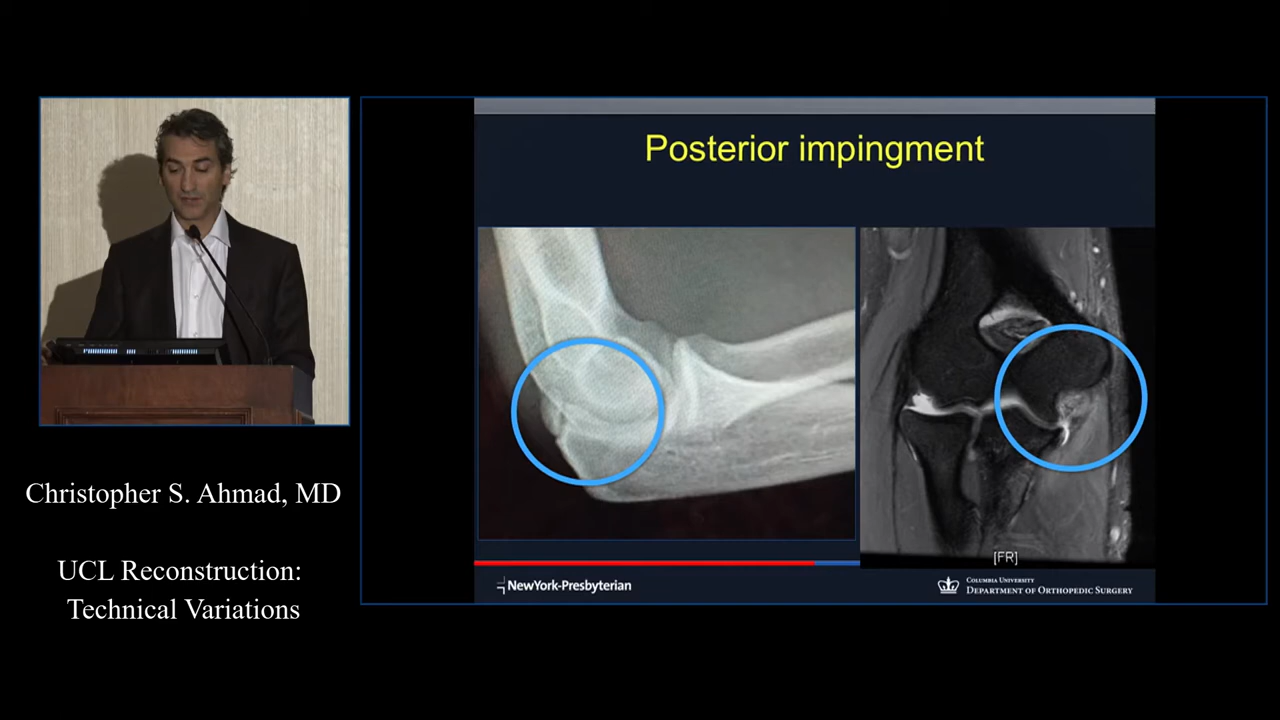 Posterior impingment
[FR]
NewYork-Presbyterian
COLUMBIA UNIVERSITY
DEPARTMENT OF ORTHOPEDIC SURGERY
Christopher S. Ahmad, MD
UCL Reconstruction:
Technical Variations